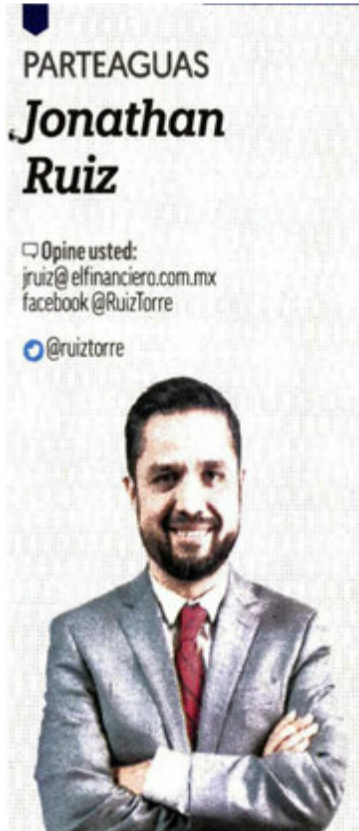 PARTEAGUAS
Jonathan
Ruiz
Opine usted:
jruiz@elfinanciero.com.mx
facebook @RuizTorre
@ruiztorre